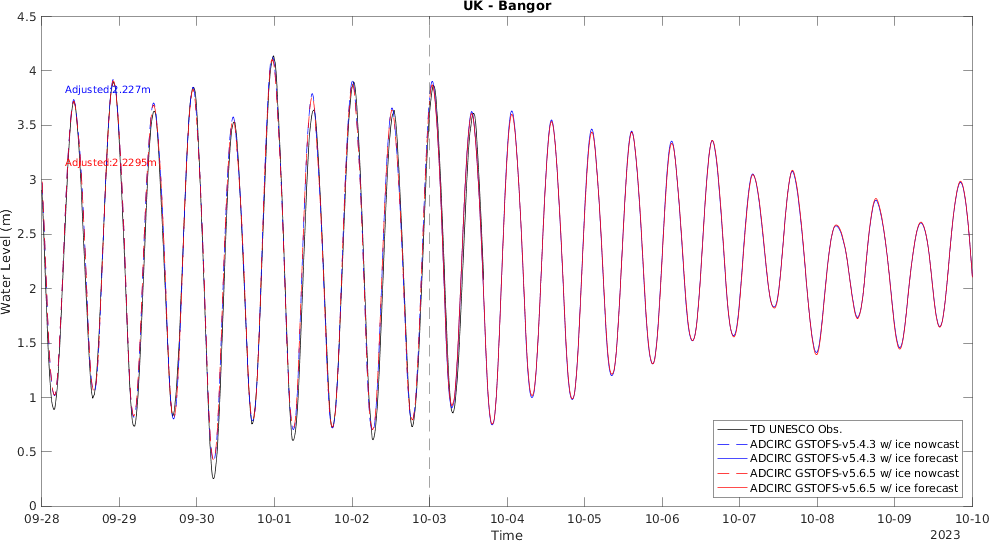 UK - Bangor
4.5
4
3.5
3
2.5
2
1.5
1
0.5
0
Water Level (m)
Adjusted:2.227m
Adjusted:2.2295m
TD UNESCO Obs.
ADCIRC GSTOFS-v5.4.3 w/ ice nowcast
ADCIRC GSTOFS-v5.4.3 w/ ice forecast
ADCIRC GSTOFS-v5.6.5 w/ ice nowcast
ADCIRC GSTOFS-v5.6.5 w/ ice forecast
09-28 09-29 09-30 10-01 10-02 10-03 10-04 10-05 10-06 10-07 10-08 10-09 10-10
Time
2023